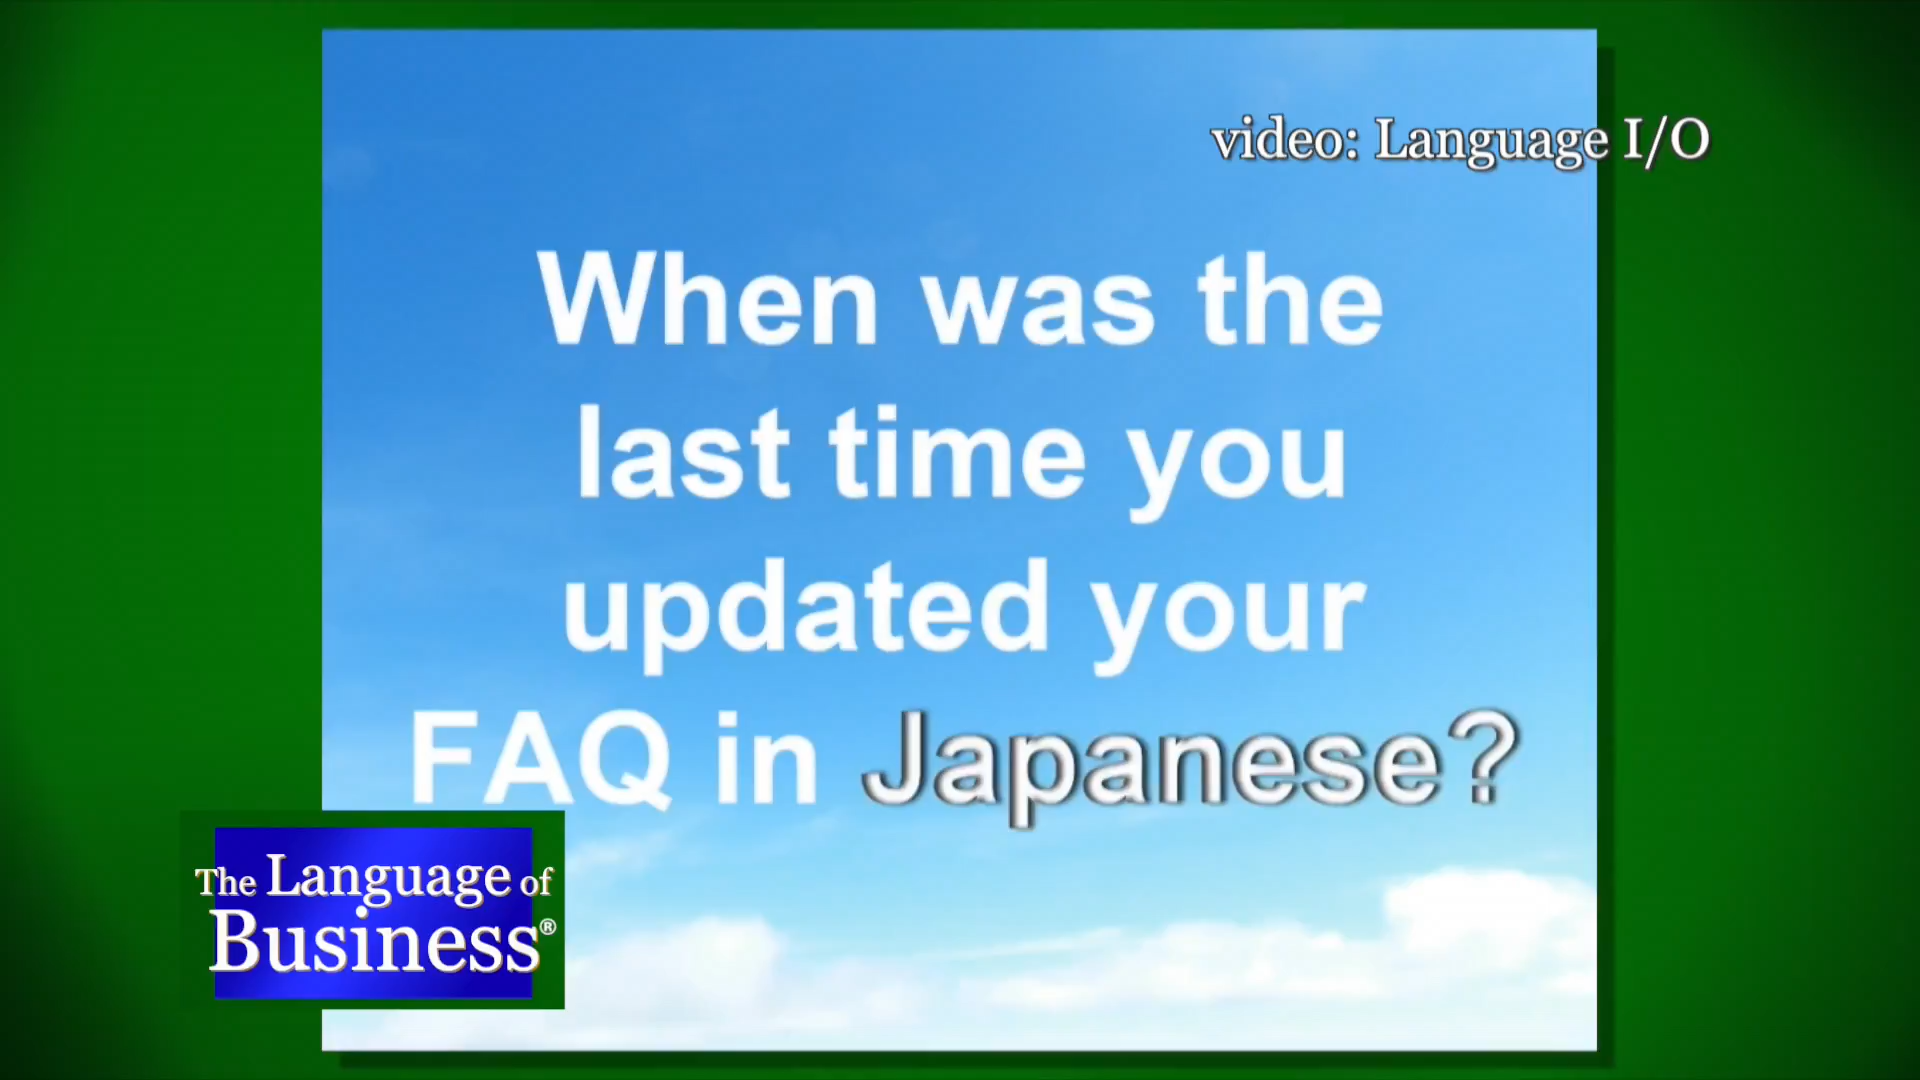 video: Language I/O
When was the
last time you
updated your
FAQ in Japanese?
The Language of
Business®